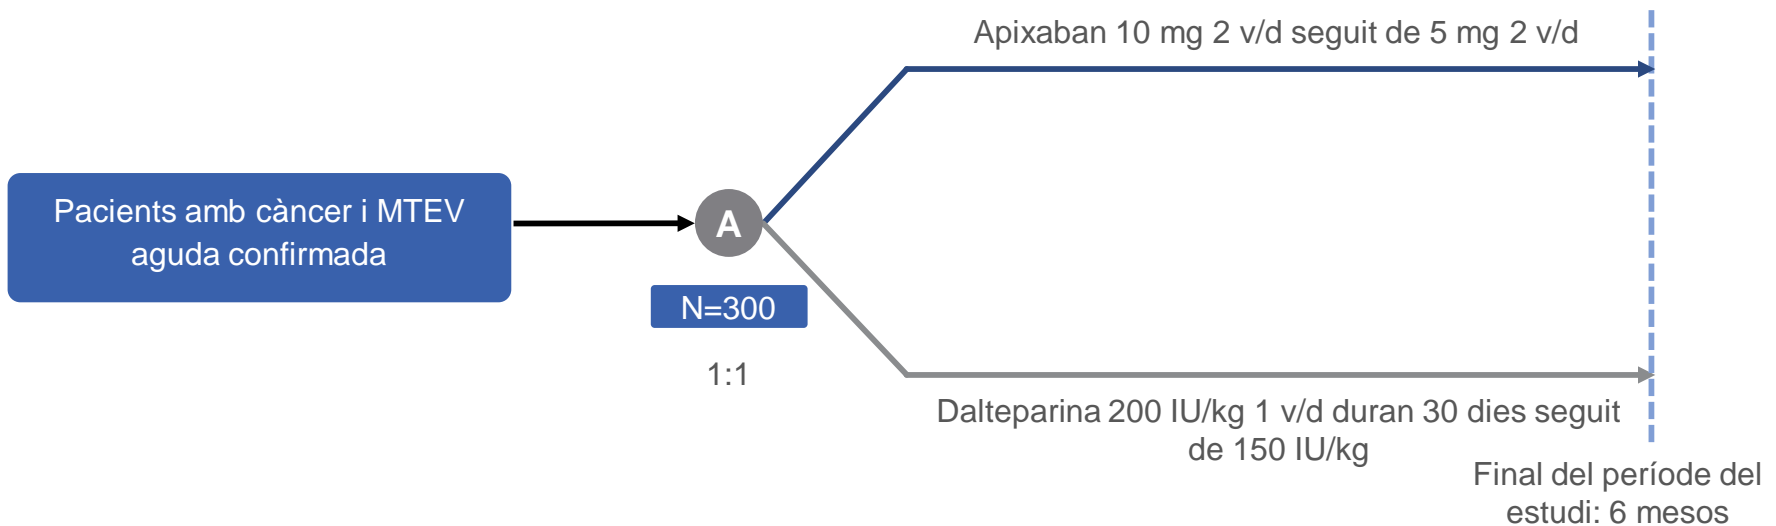 Apixaban 10 mg 2 v/d seguit de 5 mg 2 v/d
Pacients amb càncer i MTEV
aguda confirmada
A
N=300
1:1
Dalteparina 200 IU/kg 1 v/d duran 30 dies seguit
de 150 IU/kg
Final del període del
estudi: 6 mesos